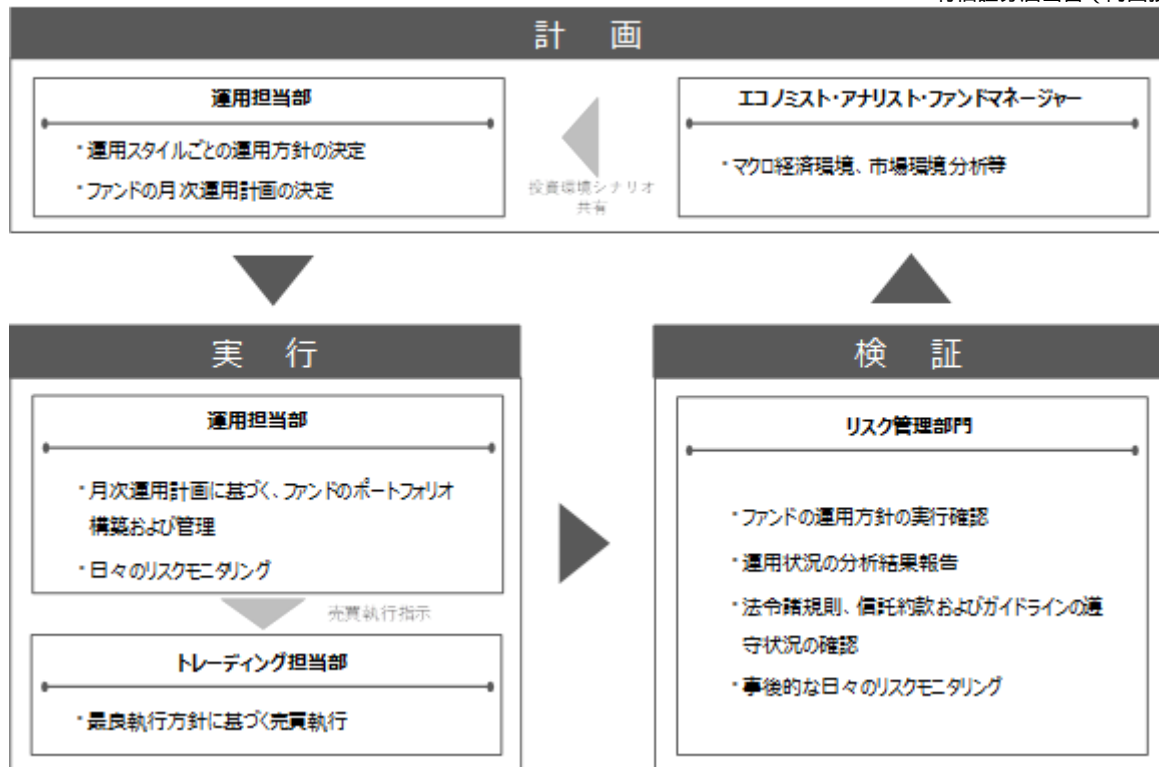 計 画
運用担当部
・運用スタイルごとの運用方針の決定
・ファンドの月次運用計画の決定
投資環境シナリオ
共有
エコノミスト・アナリスト・ファンドマネージャー
・マクロ経済環境、市場環境分析等
実 行
運用担当部
・月次運用計画に基づく、ファンドのポートフォリオ
構築および管理
・日々のリスクモニタリング
売買執行指示
トレーディング担当部
・最良執行方針に基づく売買執行
検 証
リスク管理部門
・ファンドの運用方針の実行確認
・運用状況の分析結果報告
・法令諸規則、信託約款およびガイドラインの遵
守状況の確認
・事後的な日々のリスクモニタリング